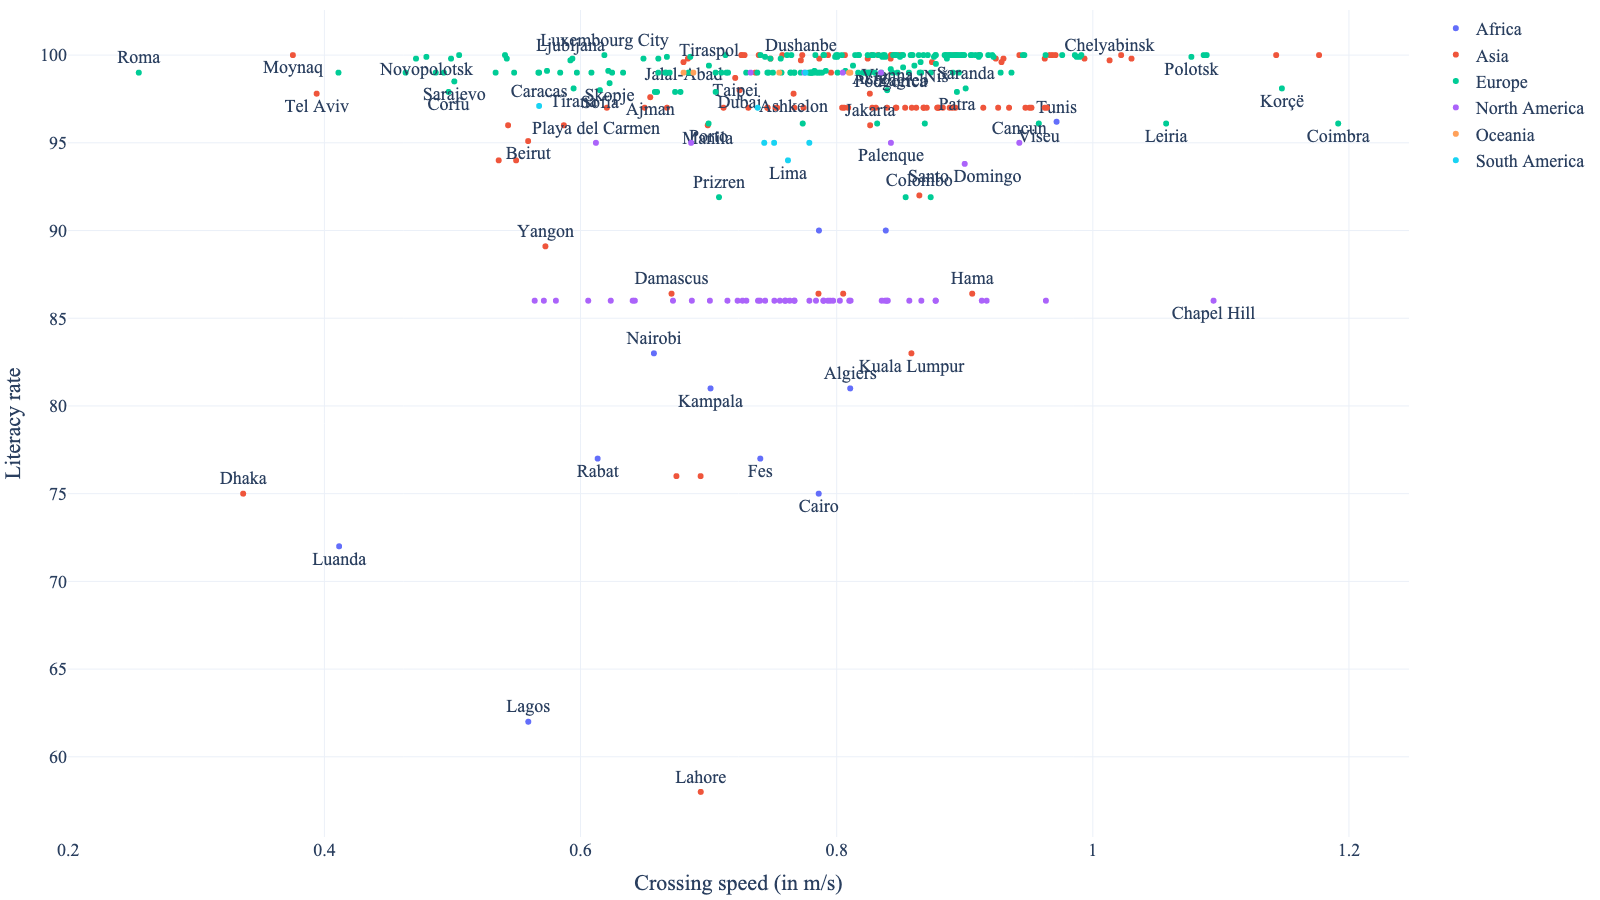 Africa
Asia
Europe
North America
Oceania
South America
Literacy rate
100
95
90
85
80
75
70
65
60
Roma
Moynaq
Tel Aviv
Novopolotsk
Sarajevo
Corfu
Luxembourg City
Ljubljana
Caracas
Tirana
Sofia
Skopje
Playa del Carmen
Beirut
Ajman
Jalal-Abad
Tiraspol
Taipei
Dubai
Dushanbe
Ashkelon
Porto
Manila
Lima
Prizren
Vienna
Podgorica
Nis
Saranda
Jakarta
Patra
Palenque
Colombo
Santo Domingo
Cancun
Viseu
Tunis
Chelyabinsk
Polotsk
Leiria
Korçë
Coimbra
Yangon
Damascus
Hama
Chapel Hill
Nairobi
Kuala Lumpur
Algiers
Kampala
Rabat
Fes
Cairo
Dhaka
Luanda
Lagos
Lahore
0.2
0.4
0.6
0.8
1
1.2
Crossing speed (in m/s)